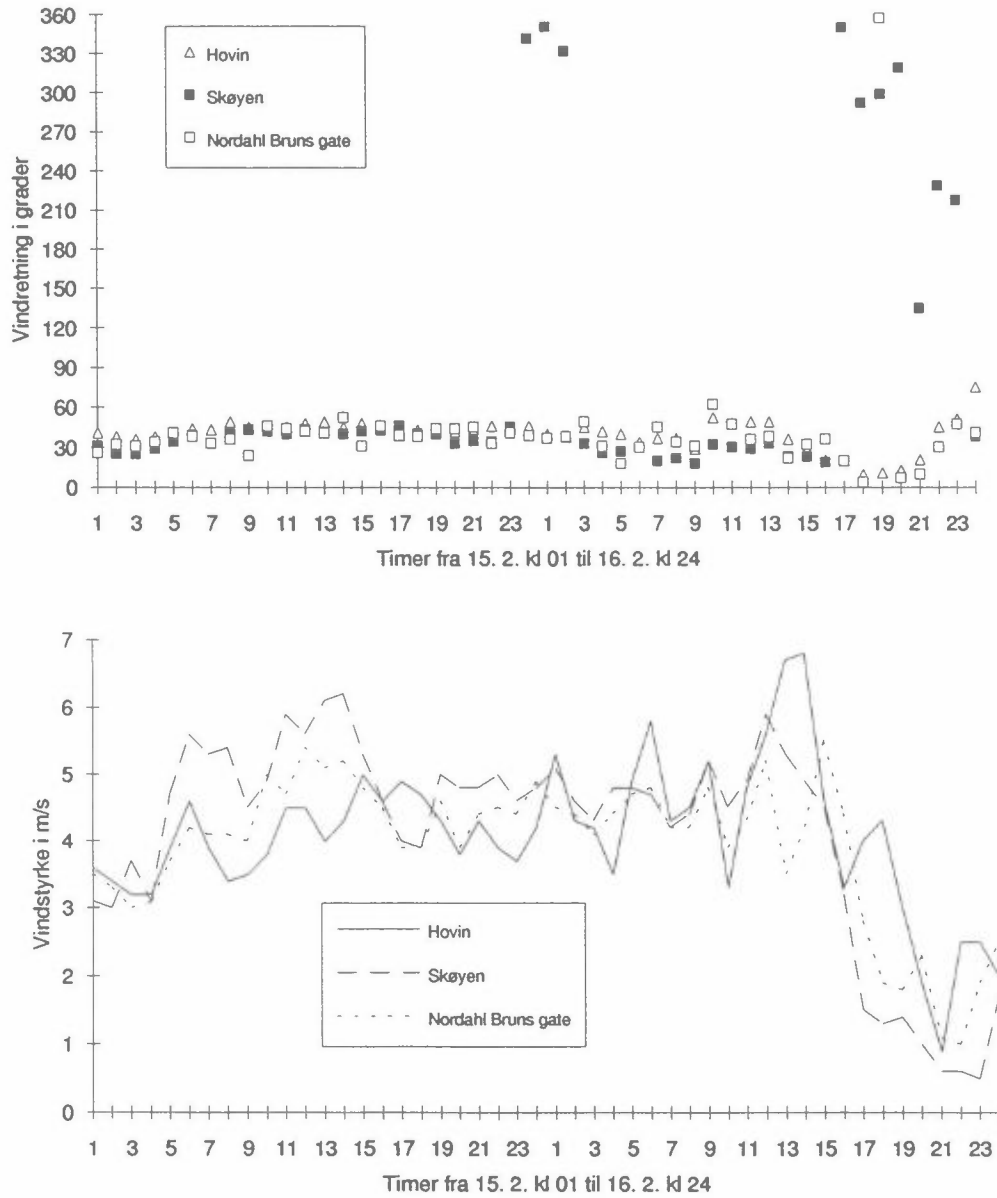 360
330
300
270
240
210
180
150
120
90
60
30
0
Vindretning i grader
Hovin
Skøyen
Nordahl Bruns gate
1 3 5 7 9 11 13 15 17 19 21 23 1 3 5 7 9 11 13 15 17 19 21 23
Timer fra 15. 2. kl 01 til 16. 2. kl 24
7
6
5
4
3
2
1
0
Vindstyrke i m/s
Hovin
Skøyen
Nordahl Bruns gate
1 3 5 7 9 11 13 15 17 19 21 23 1 3 5 7 9 11 13 15 17 19 21 23
Timer fra 15. 2. kl 01 til 16. 2. kl 24